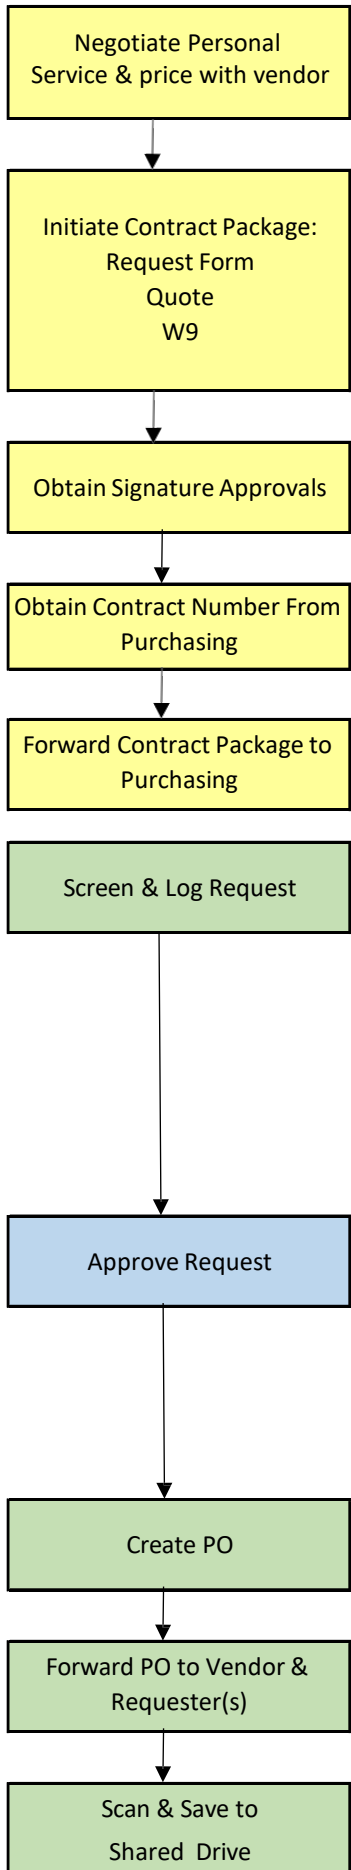 Negotiate Personal
Service & price with vendor
Initiate Contract Package:
Request Form
Quote
W9
Obtain Signature Approvals
Obtain Contract Number From
Purchasing
Forward Contract Package to
Purchasing
Screen & Log Request
Approve Request
Create PO
Forward PO to Vendor &
Requester(s)
Scan & Save to
Shared Drive